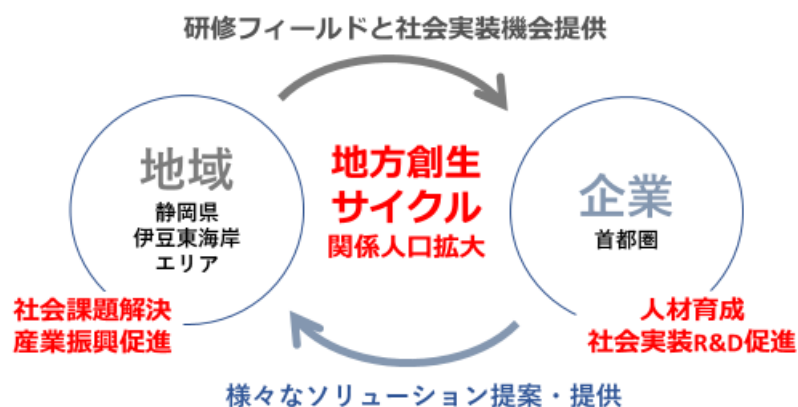 研修フィールドと社会実装機会提供
地域
静岡県
伊豆東海岸
エリア
社会課題解決
産業振興促進
地方創生
サイクル
関係人口拡大
企業
首都圏
人材育成
社会実装R&D促進
様々なソリューション提案・提供